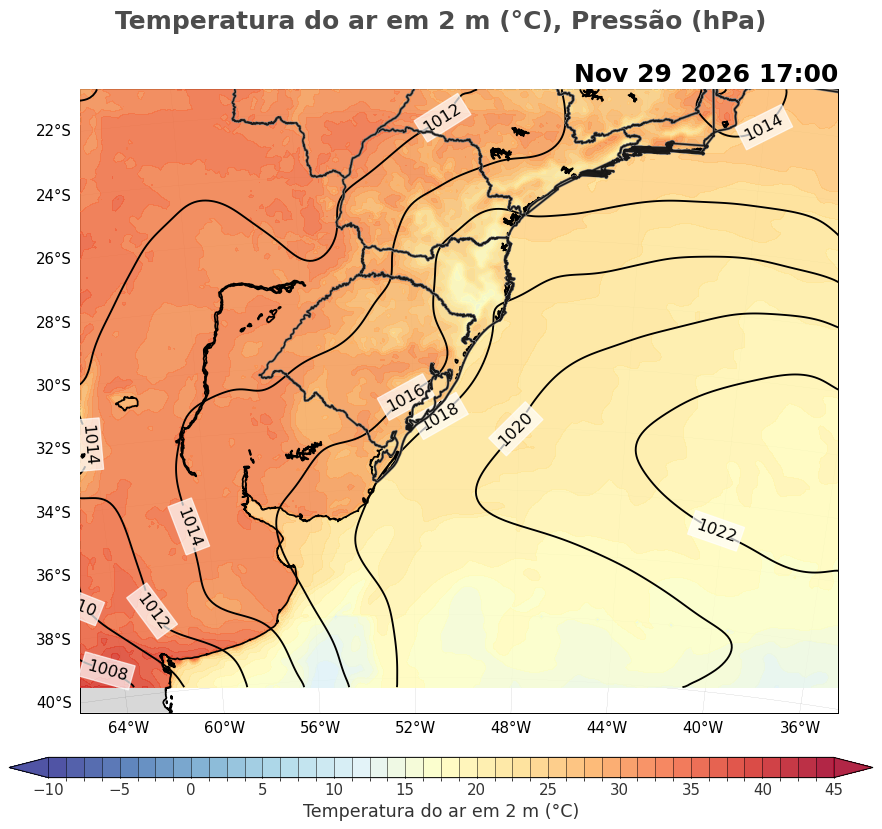 Temperatura do ar em 2 m (°C), Pressão (hPa)
Nov 29 2026 17:00
1012
1014
22°S
24°S
26°S
28°S
30°S
1016
1018
1020
1014
32°S
1014
34°S
1022
36°S
10
1012
38°S
1008
40°S
64°W 60°W 56°W 52°W 48°W 44°W 40°W 36°W
−10 −5 0 5 10 15 20 25 30 35 40 45
Temperatura do ar em 2 m (°C)